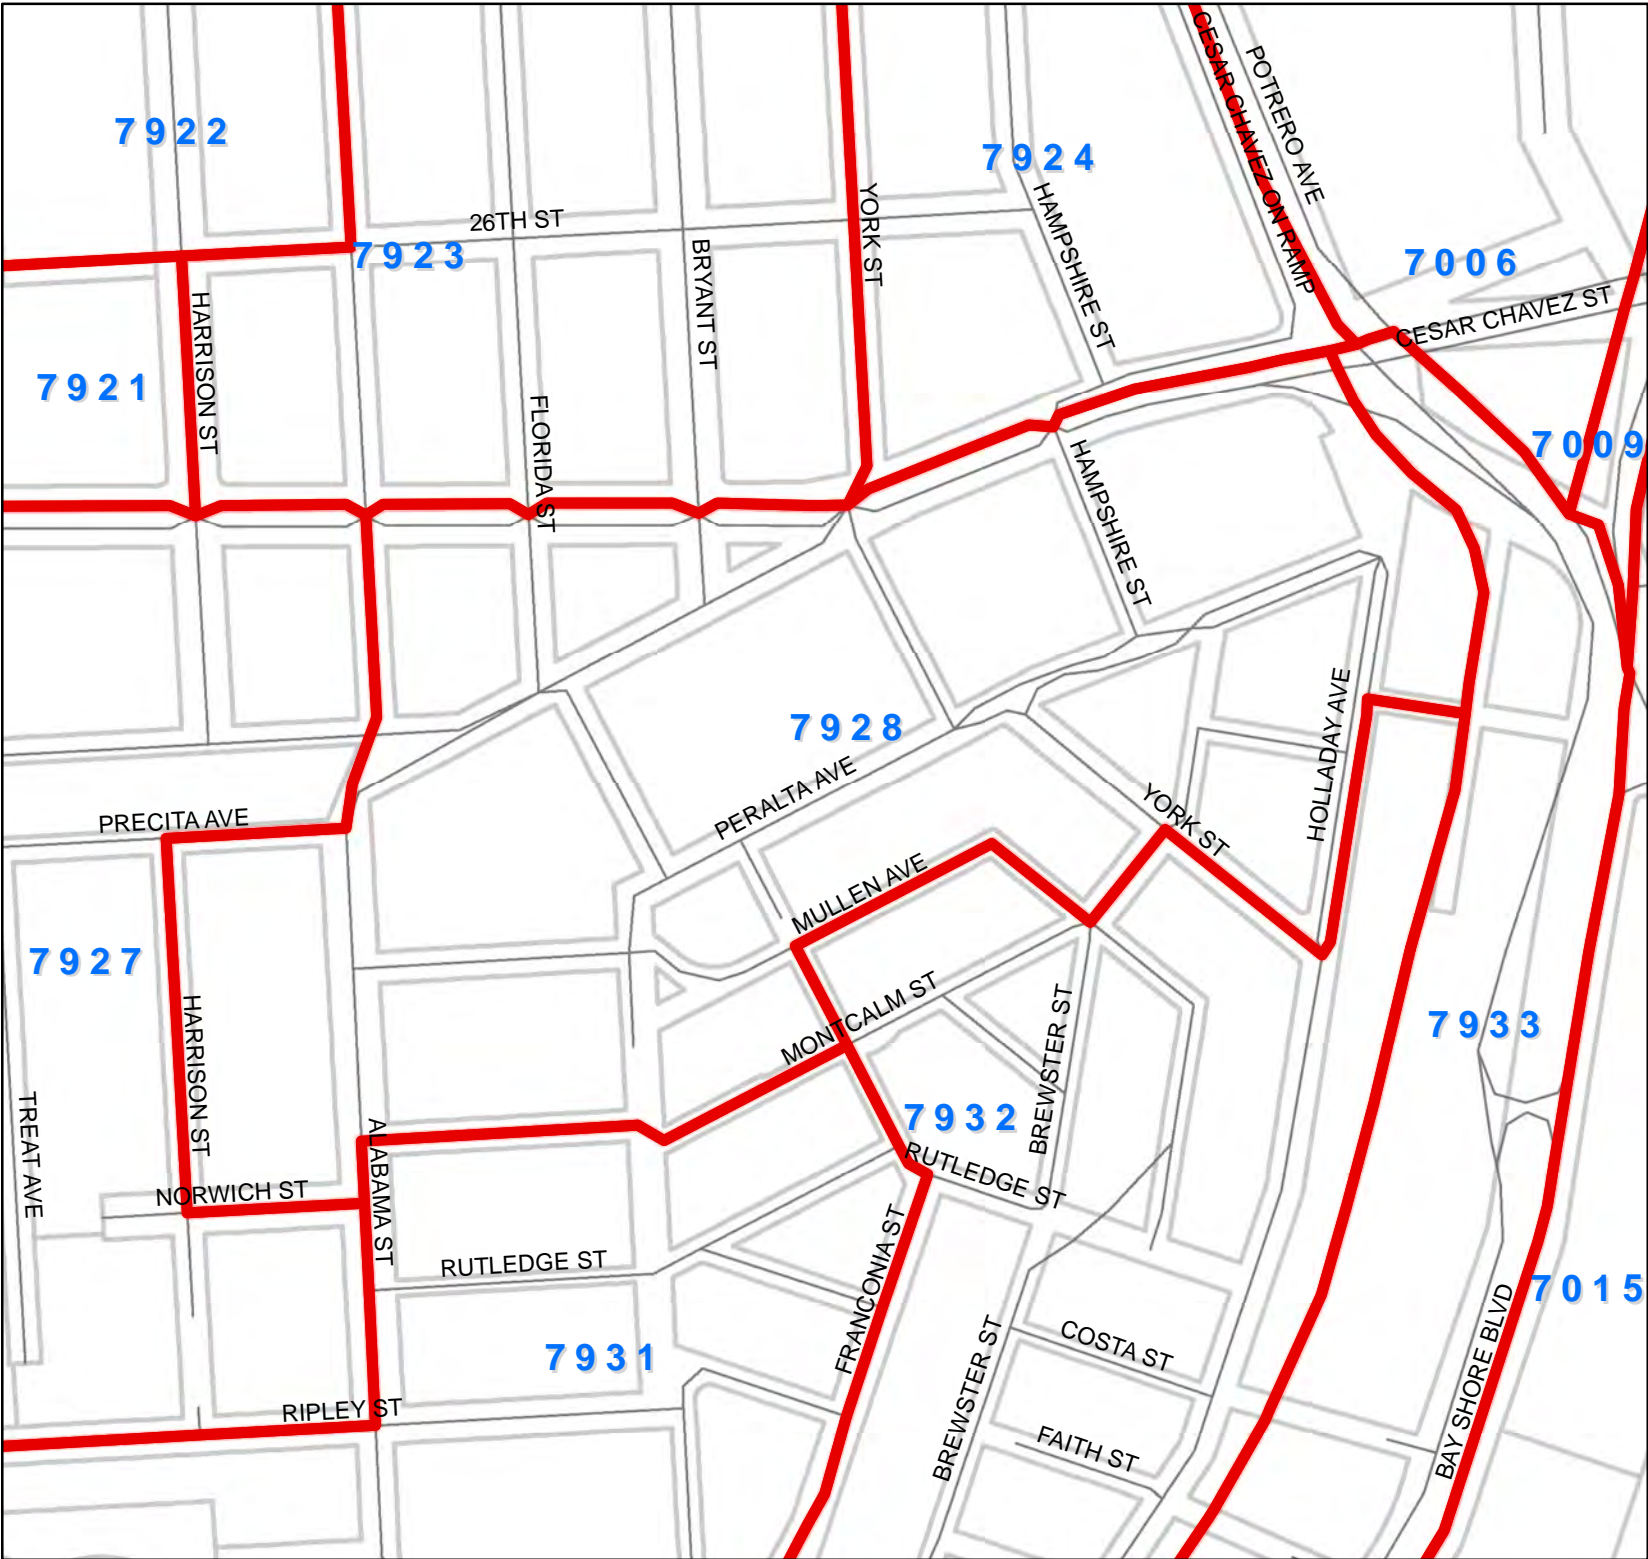 CESAR CHAVEZ ON RAMP
POTRERO AVE
7922
7924
26TH ST
YORK ST
HAMPSHIRE ST
7923
BRYANT ST
7006
CESAR CHAVEZ ST
HARRISON ST
7921
FLORIDA ST
7009
HAMPSHIRE ST
7928
HOLLADAY AVE
PERALTA AVE
YORK ST
PRECITA AVE
MULLEN AVE
7927
MONTCALM ST
BREWSTER ST
7933
HARRISON ST
TREAT AVE
7932
ALABAMA ST
RUTLEDGE ST
NORWICH ST
FRANCONIA ST
RUTLEDGE ST
7015
BAY SHORE BLVD
7931
COSTA ST
BREWSTER ST
RIPLEY ST
FAITH ST